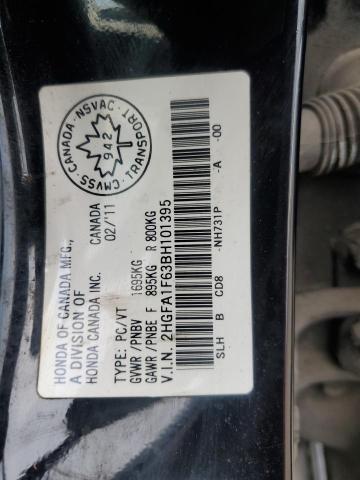 HONDA OF CANADA MFG.,
A DIVISION OF
HONDA CANADA INC. CANADA
02/'11
TYPE: PC/VT
GVWR /PNBV 1695KG
GAWR /PNBE F 895KG R 800KG
V.I.N. 2HGFA1F63BH101395
SLH B CD8 -NH731P -A -00
CANADA · NSVAC · TRANSPORT · CMVSS
942